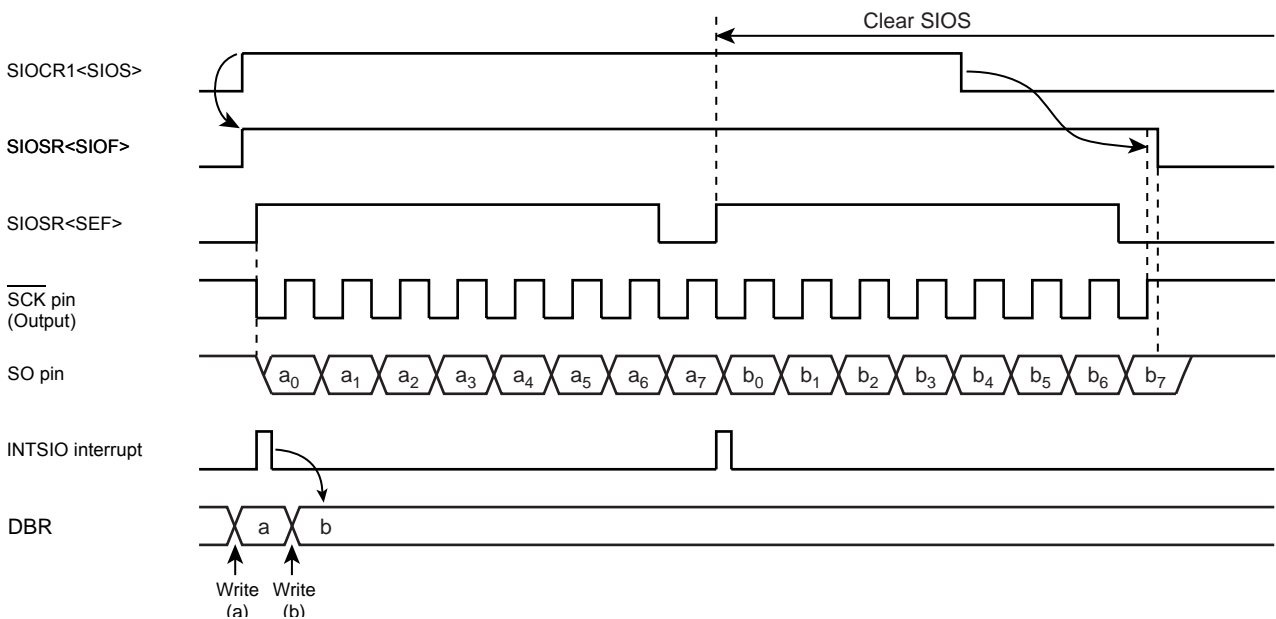 Clear SIOS
SIOCR1<SIOS>
SIOSR<SIOF>
SIOSR<SEF>
SCK pin
(Output)
SO pin
a0 a1 a2 a3 a4 a5 a6 a7 b0 b1 b2 b3 b4 b5 b6 b7
INTSIO interrupt
DBR
a b
Write Write
(a) (b)